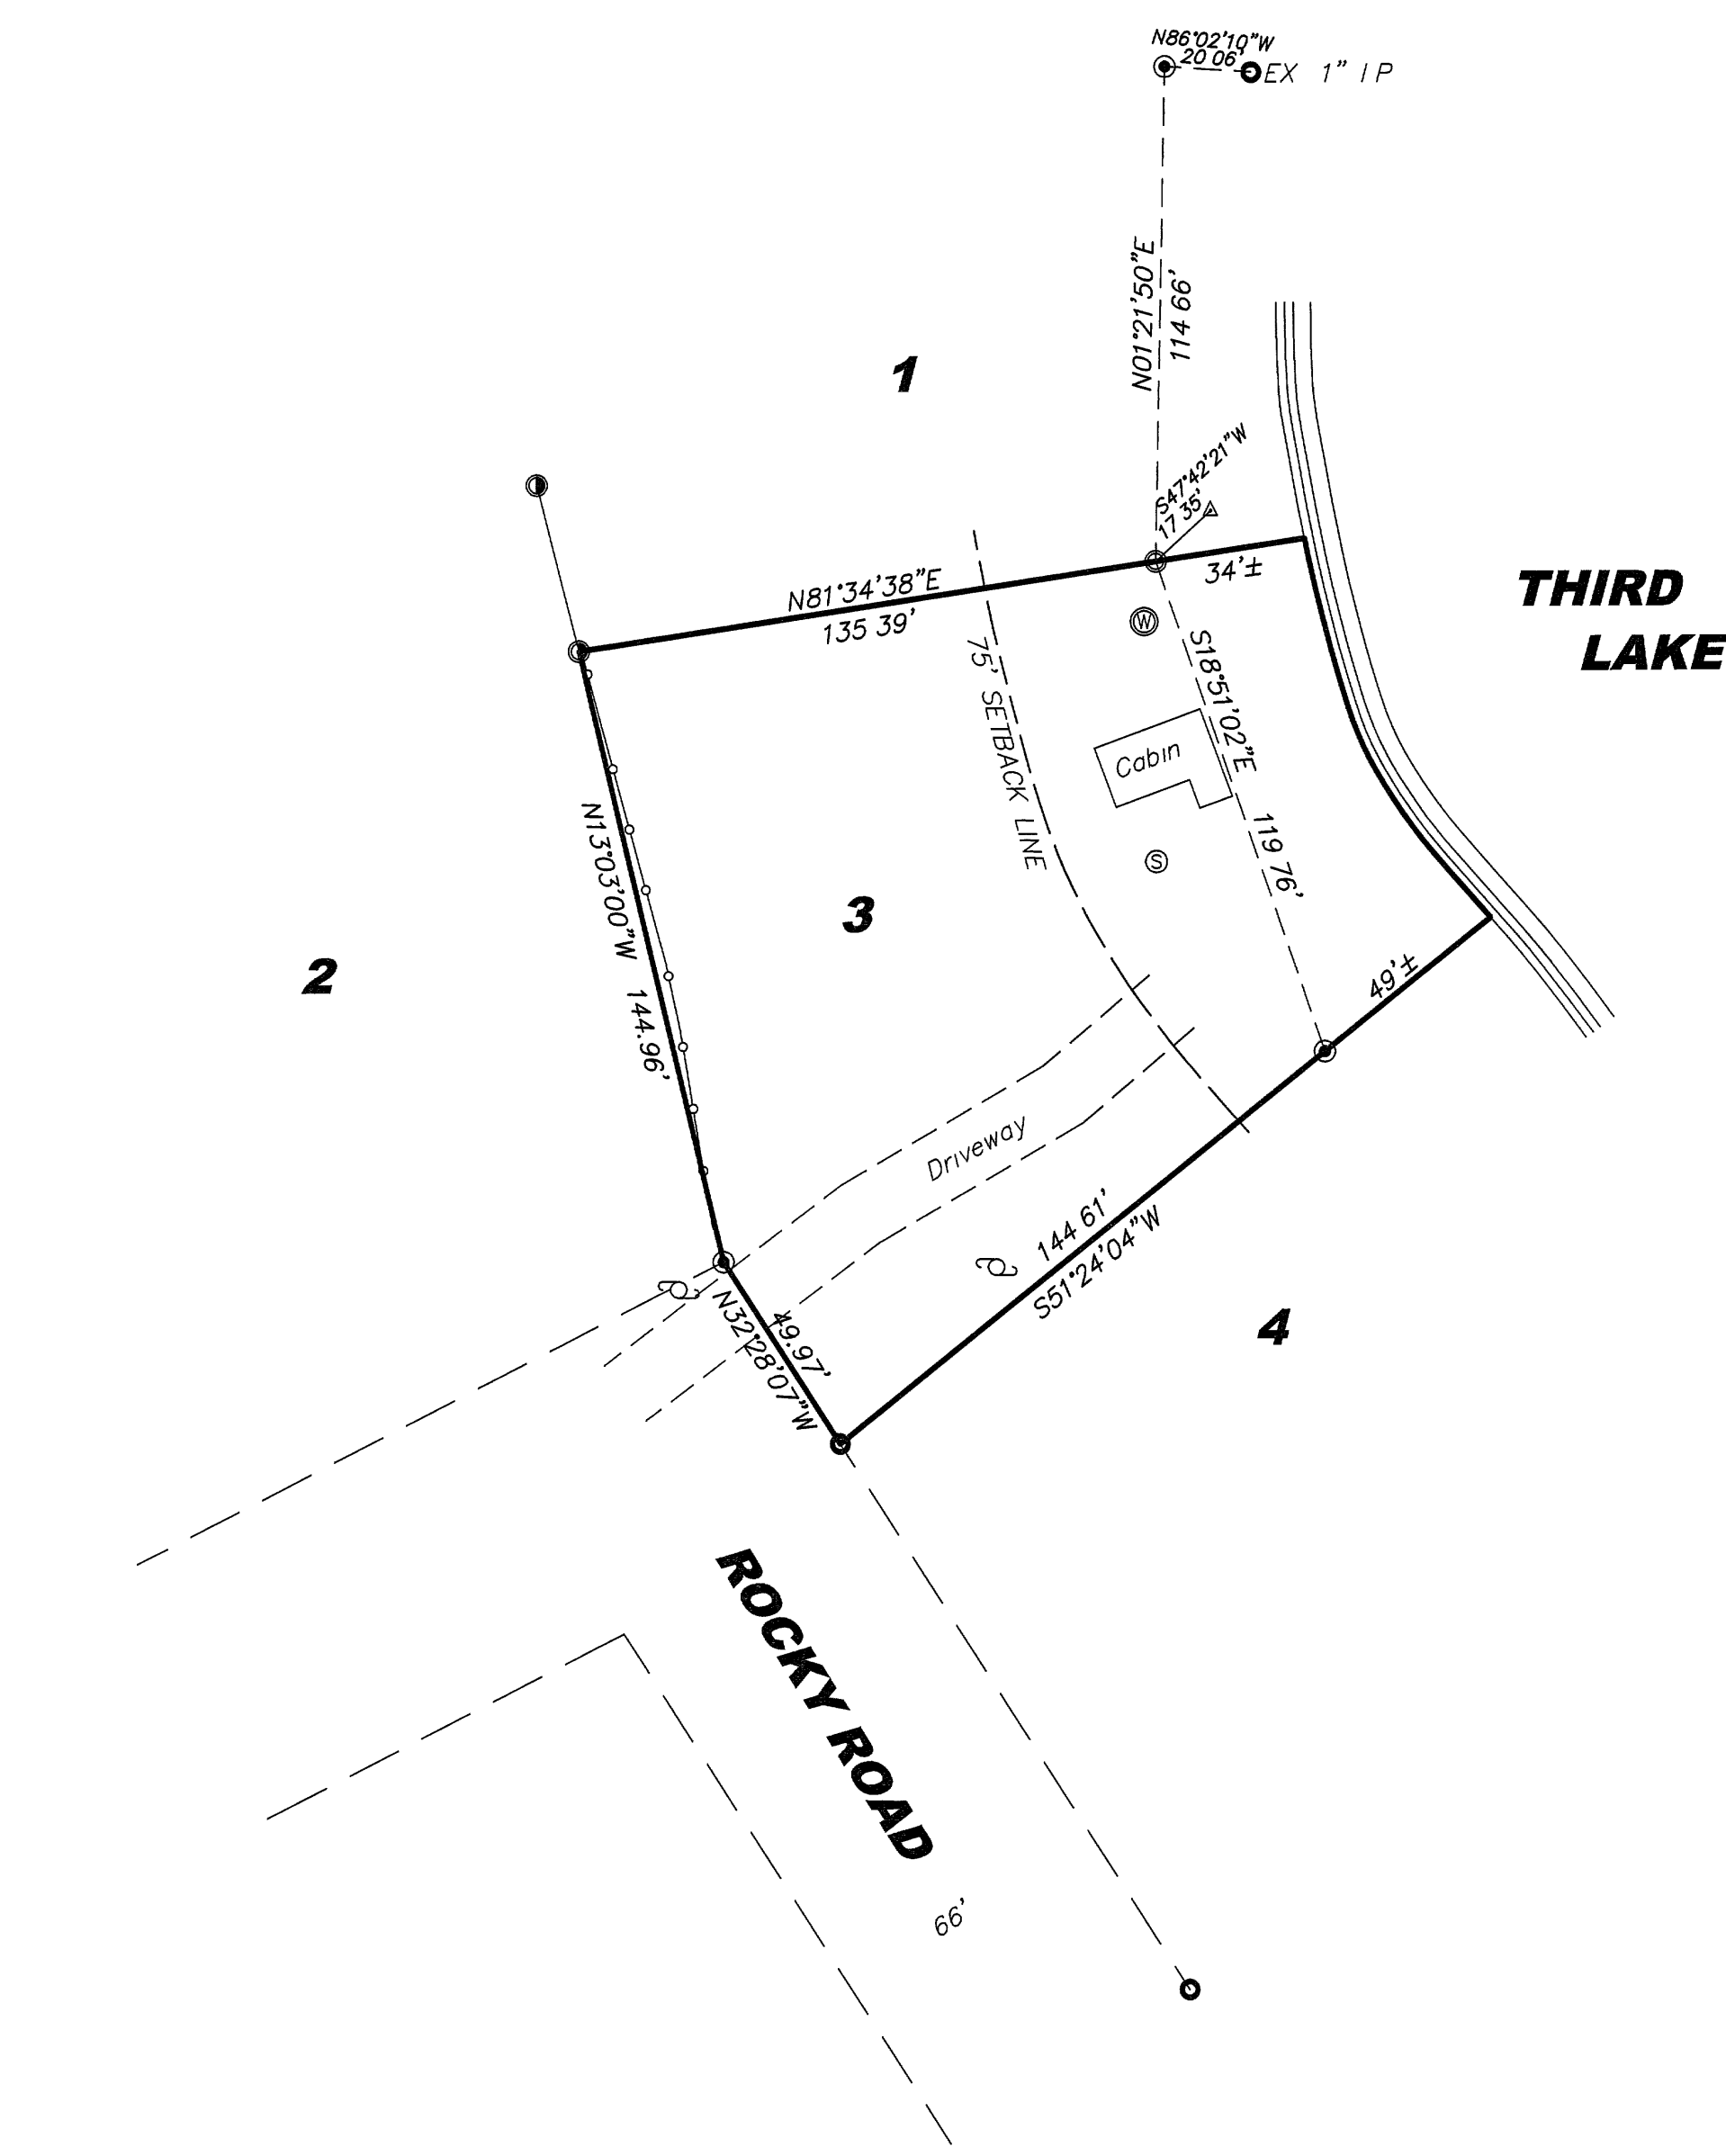 N86°02'10"W
20 06'
EX 1" IP
N01°21'50"E
114 66'
1
S47°42'21"W
17 35'
34'±
THIRD
LAKE
N81°34'38"E
135 39'
W
75' SETBACK LINE
S18°51'02"E
119 76'
Cabin
S
N13°03'00"W
144.96'
3
2
49'±
Driveway
144 61'
S51°24'04"W
4
49.97'
N32°28'07"W
ROCKY ROAD
66'